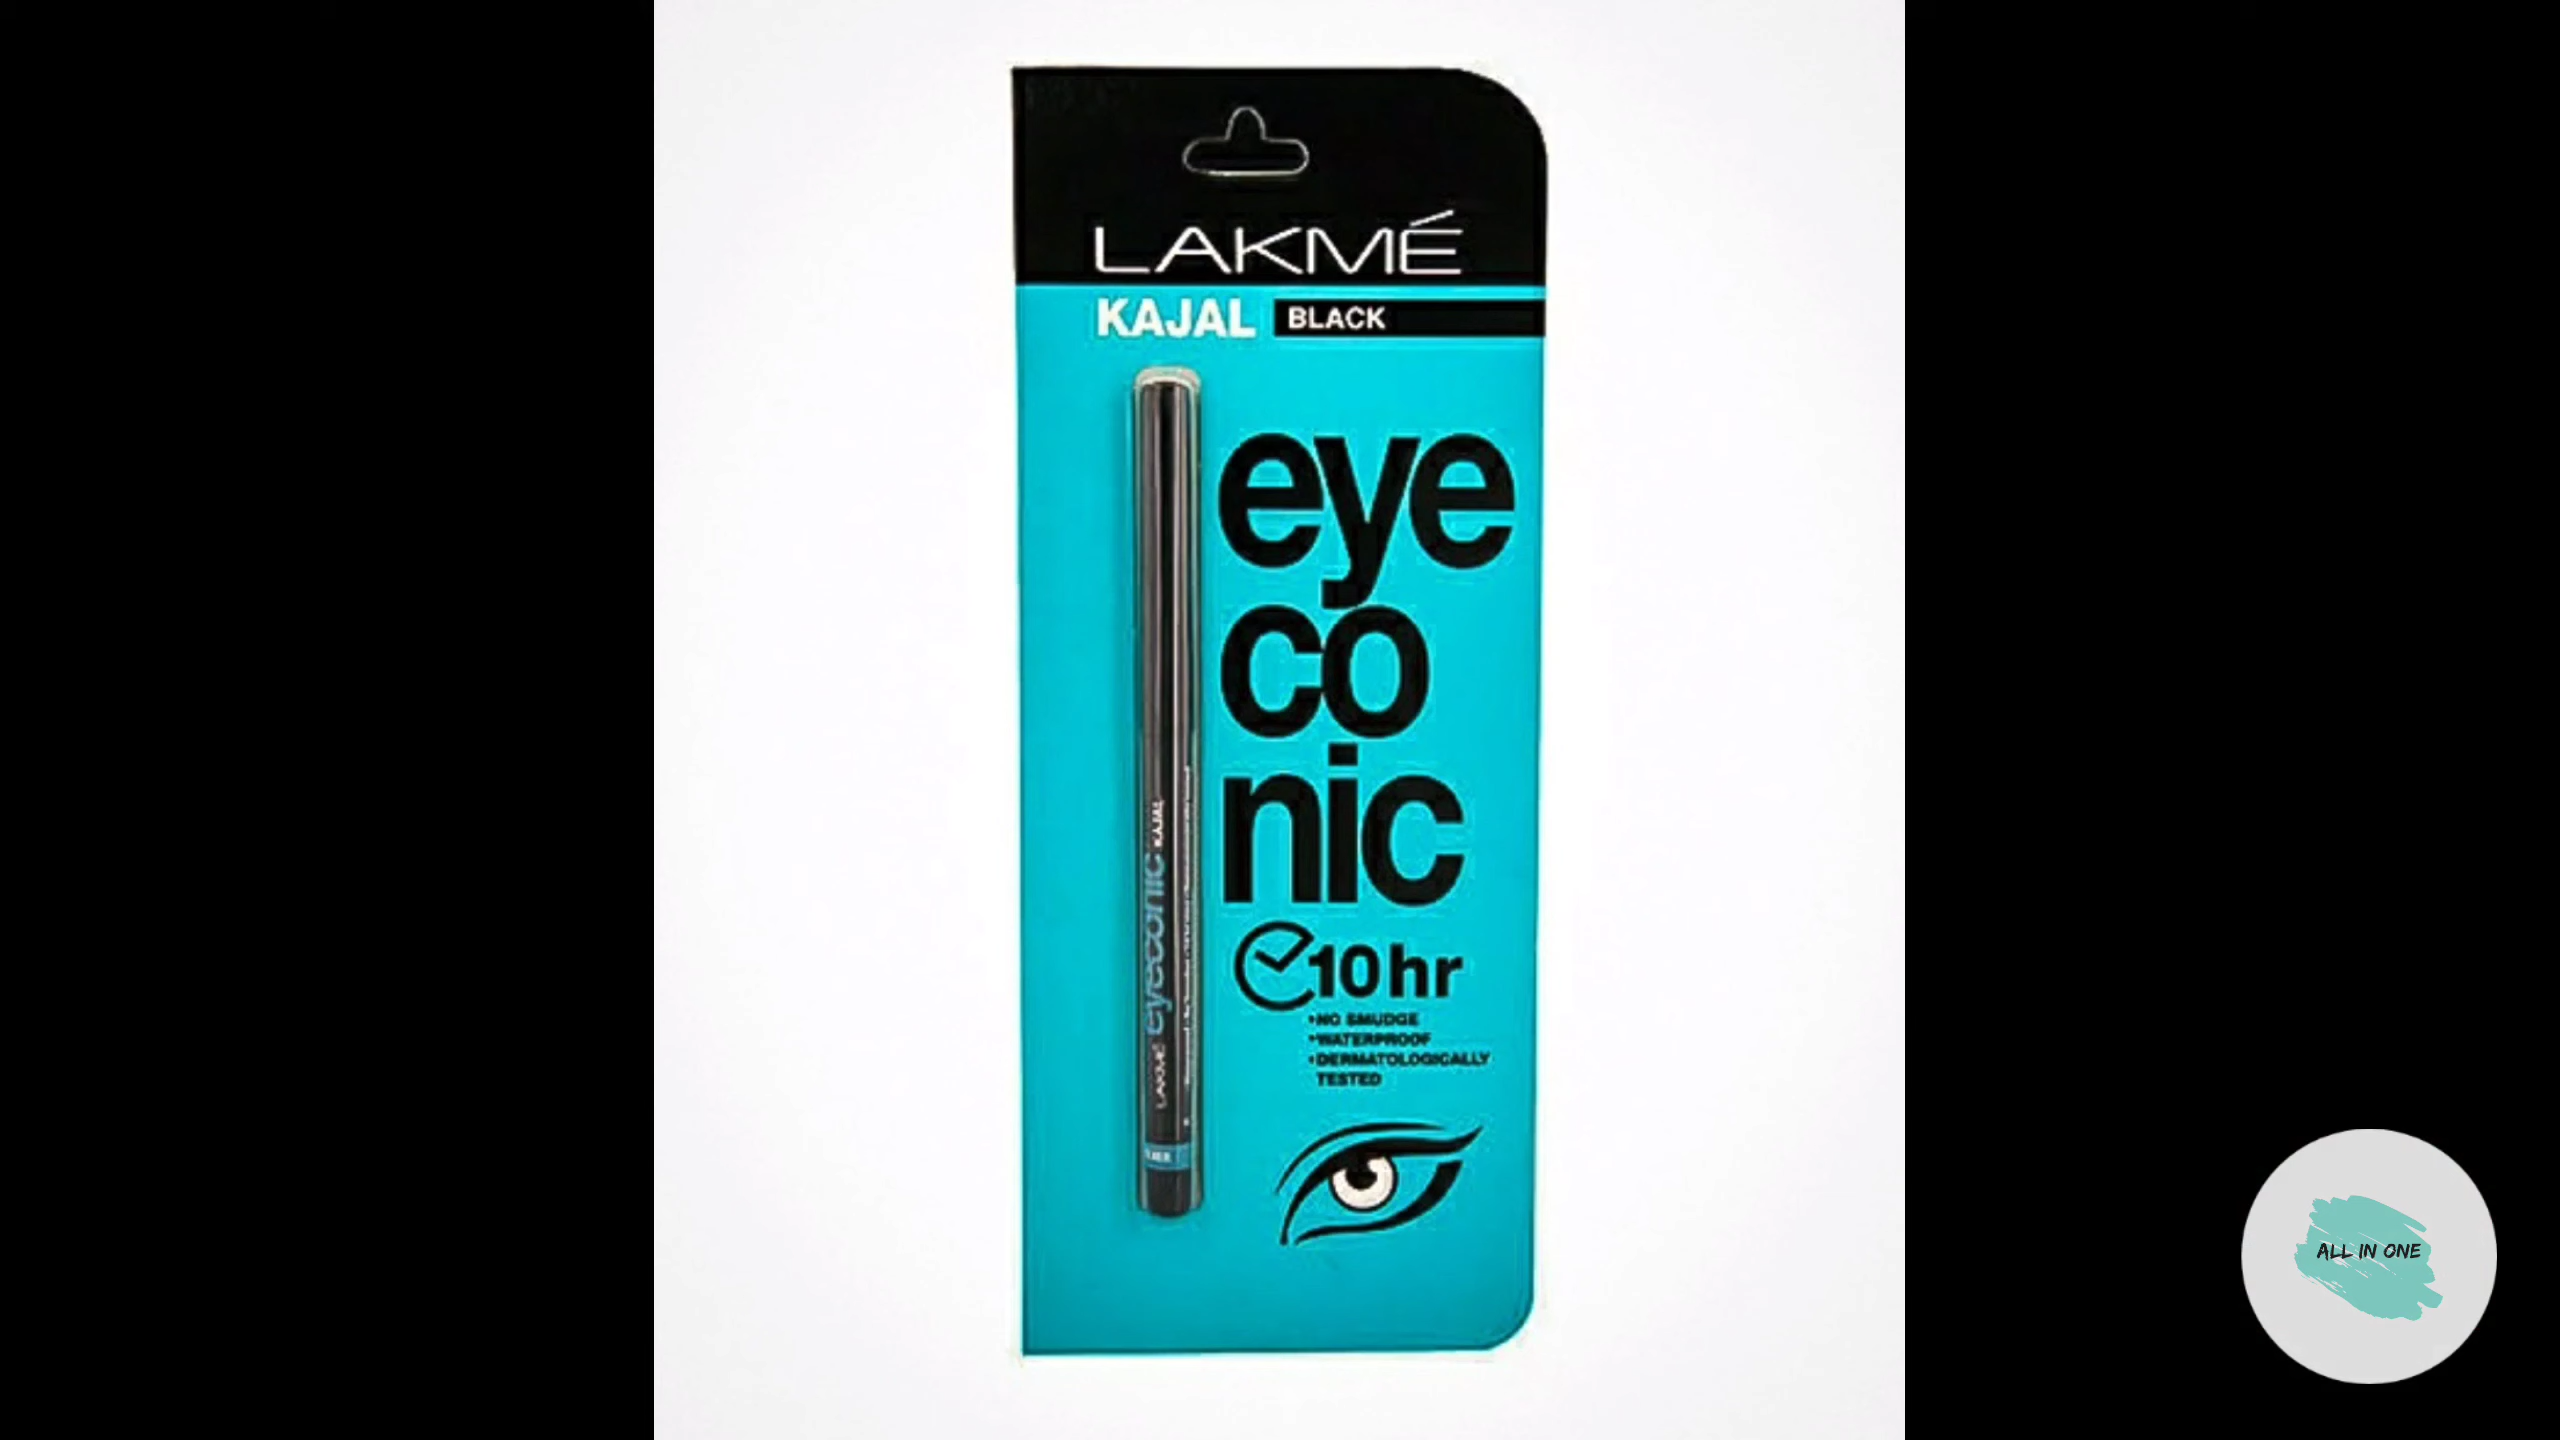 LAKMÉ
KAJAL BLACK
eye
co
nic
10hr
•NO SMUDGE
•WATERPROOF
•DERMATOLOGICALLY
TESTED
LAKMÉ eyeconic KAJAL
ALL IN ONE